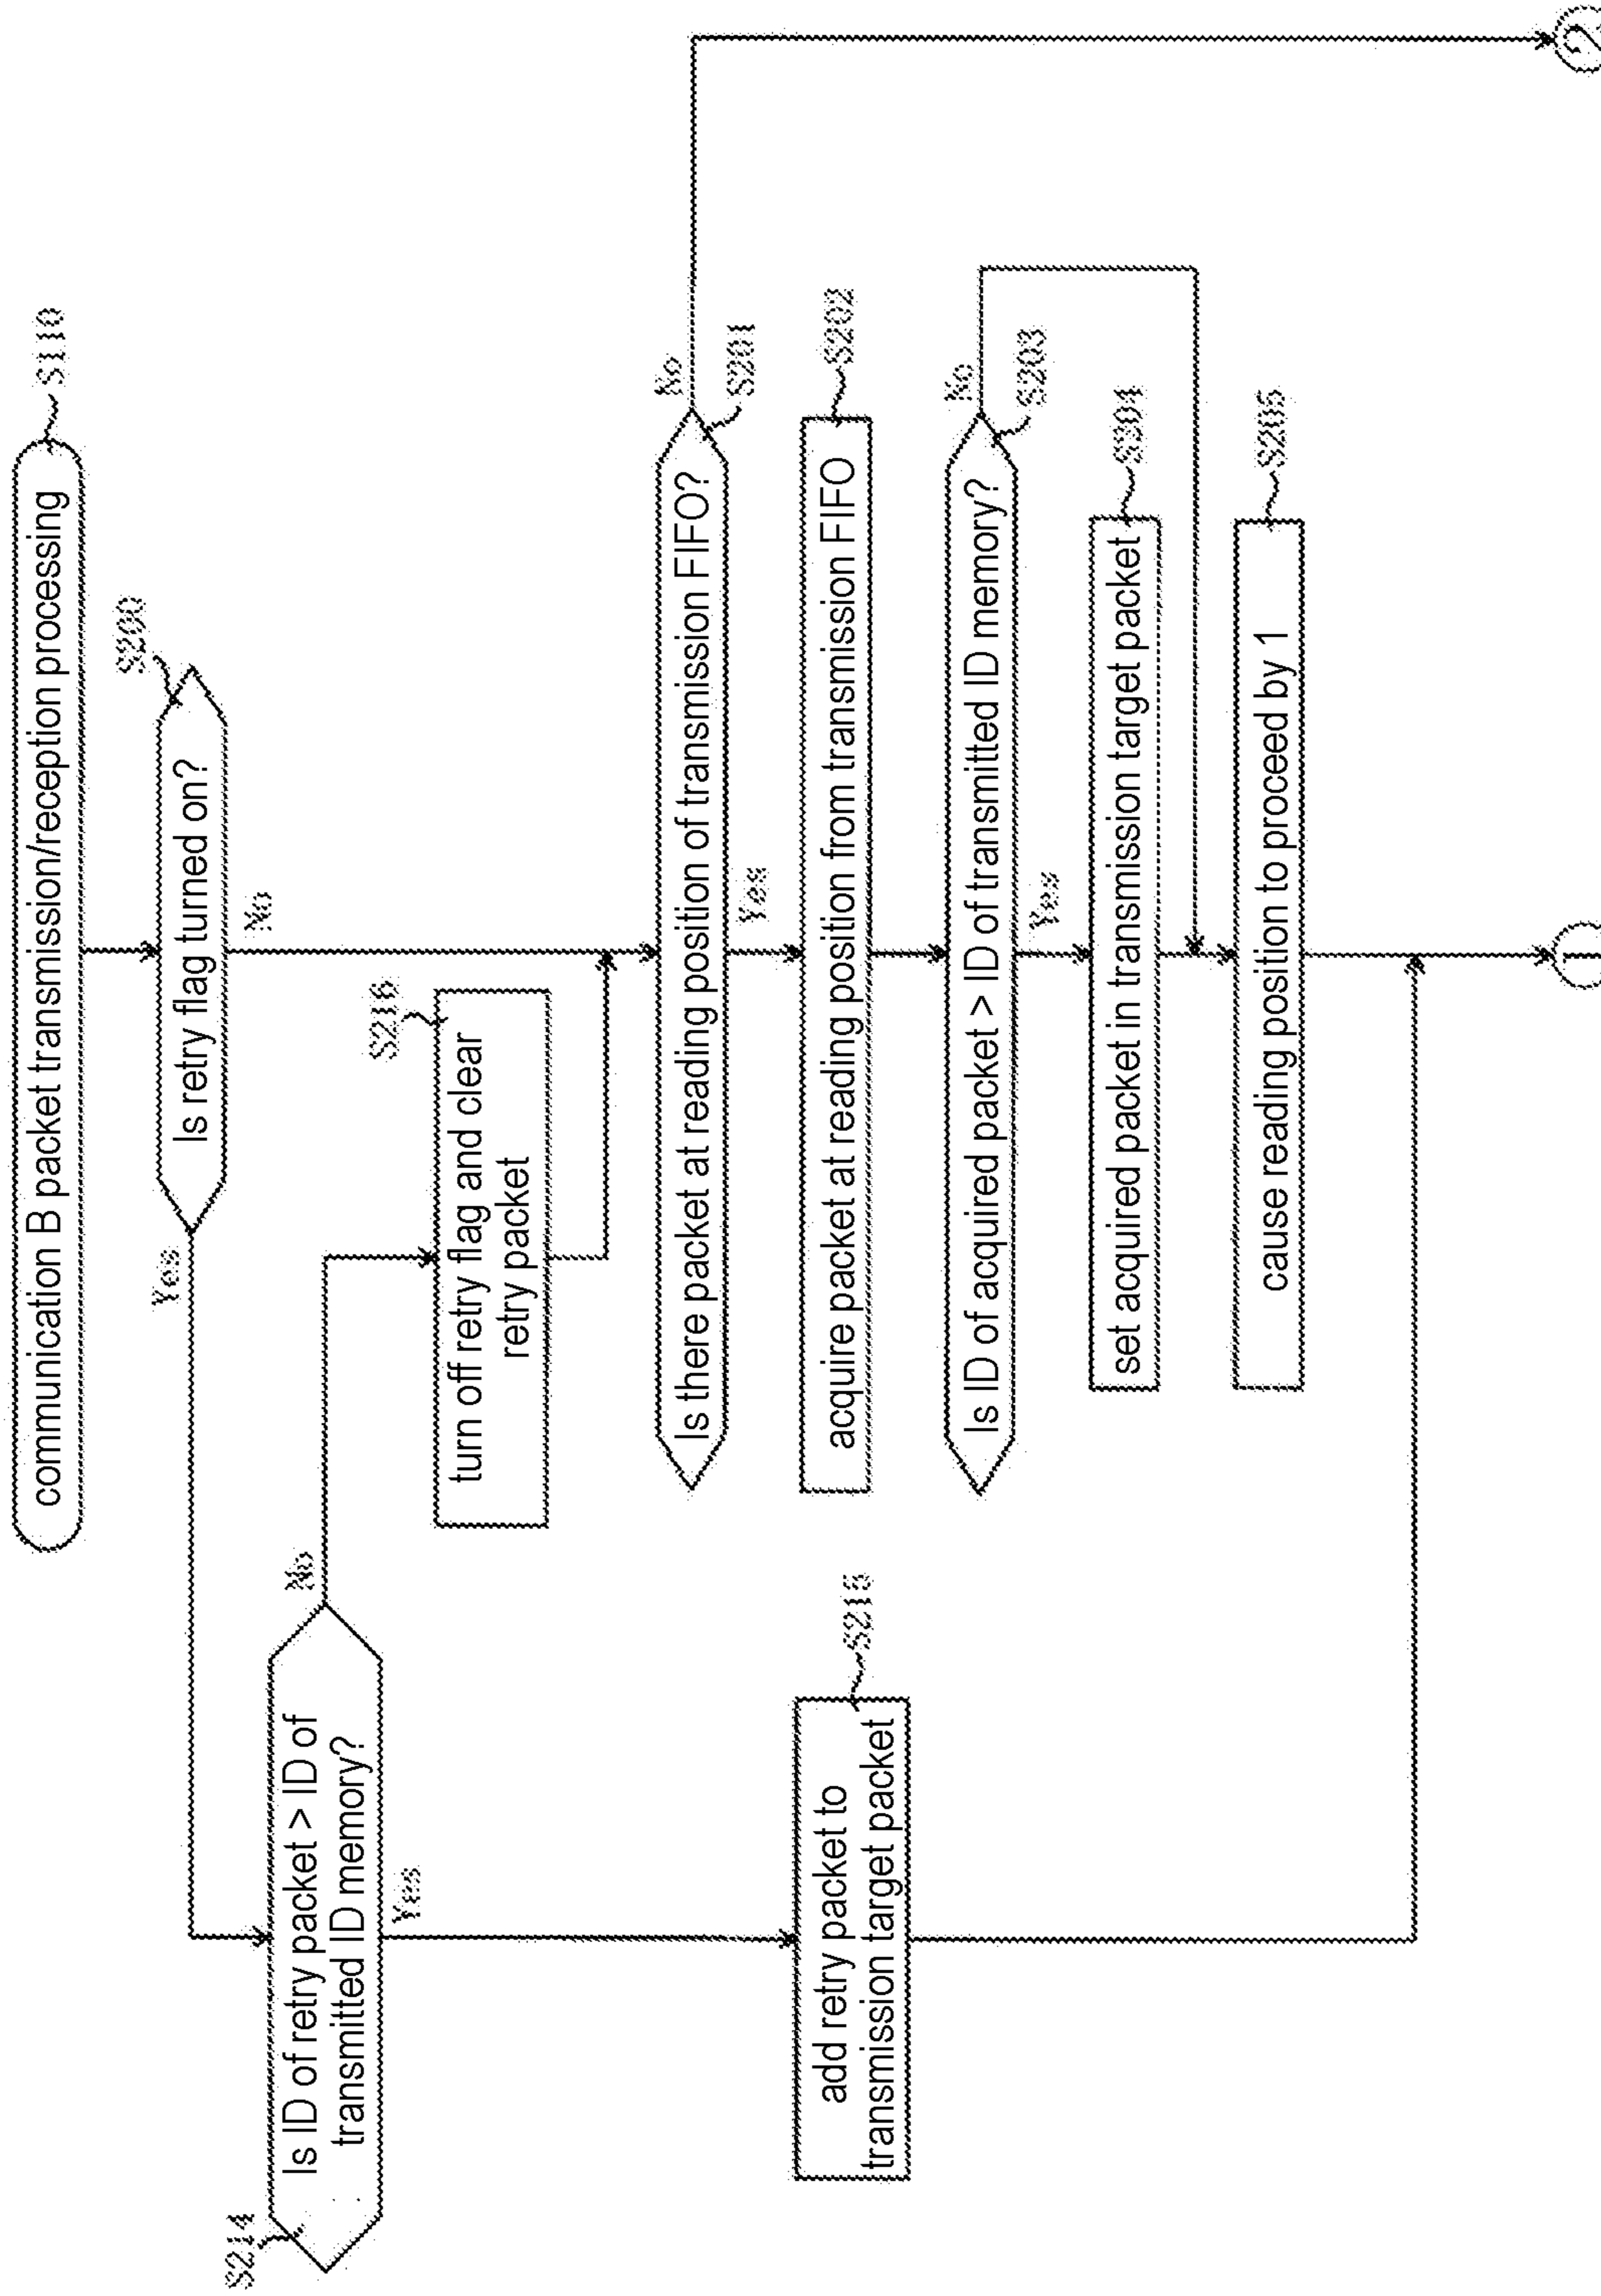 communication B packet transmission/reception processing
S110
S200
Is retry flag turned on?
Yes
No
S214
Is ID of retry packet > ID of
transmitted ID memory?
No
Yes
S216
turn off retry flag and clear
retry packet
Is there packet at reading position of transmission FIFO?
No
S201
Yes
acquire packet at reading position from transmission FIFO
S202
S215
add retry packet to
transmission target packet
Is ID of acquired packet > ID of transmitted ID memory?
No
S203
Yes
set acquired packet in transmission target packet
S204
cause reading position to proceed by 1
S205
1
2